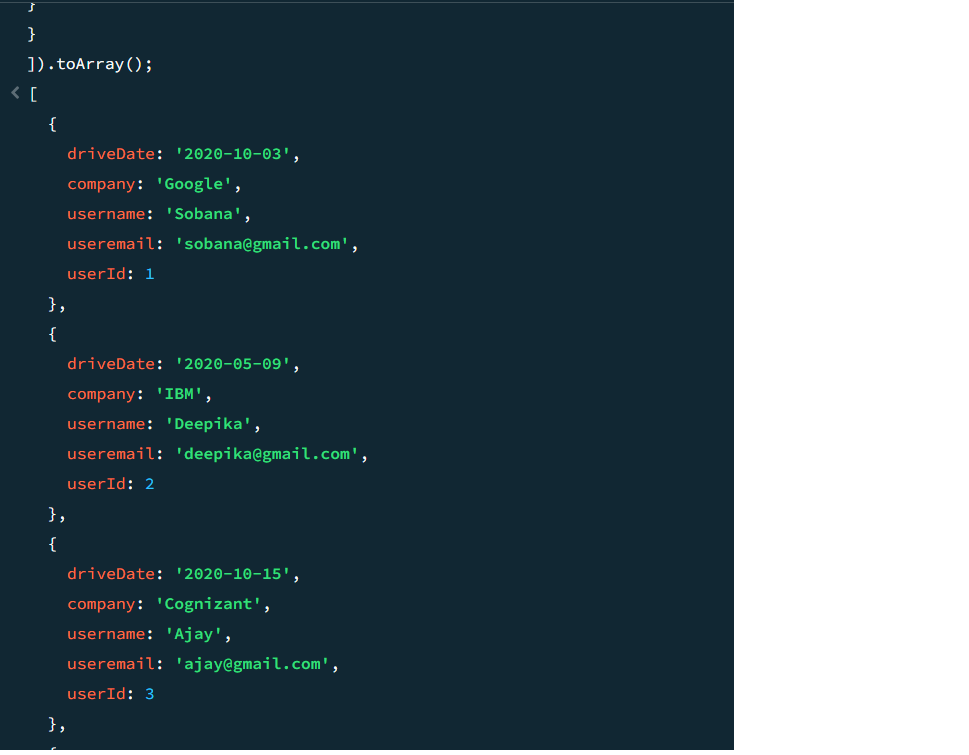 }
}
]).toArray();
< [
{
driveDate: '2020-10-03',
company: 'Google',
username: 'Sobana',
useremail: 'sobana@gmail.com',
userId: 1
},
{
driveDate: '2020-05-09',
company: 'IBM',
username: 'Deepika',
useremail: 'deepika@gmail.com',
userId: 2
},
{
driveDate: '2020-10-15',
company: 'Cognizant',
username: 'Ajay',
useremail: 'ajay@gmail.com',
userId: 3
},
{